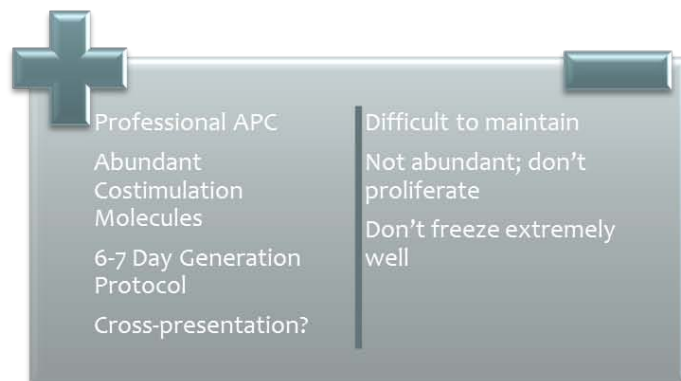 Professional APC
Abundant
Costimulation
Molecules
6-7 Day Generation
Protocol
Cross-presentation?
Difficult to maintain
Not abundant; don’t
proliferate
Don’t freeze extremely
well